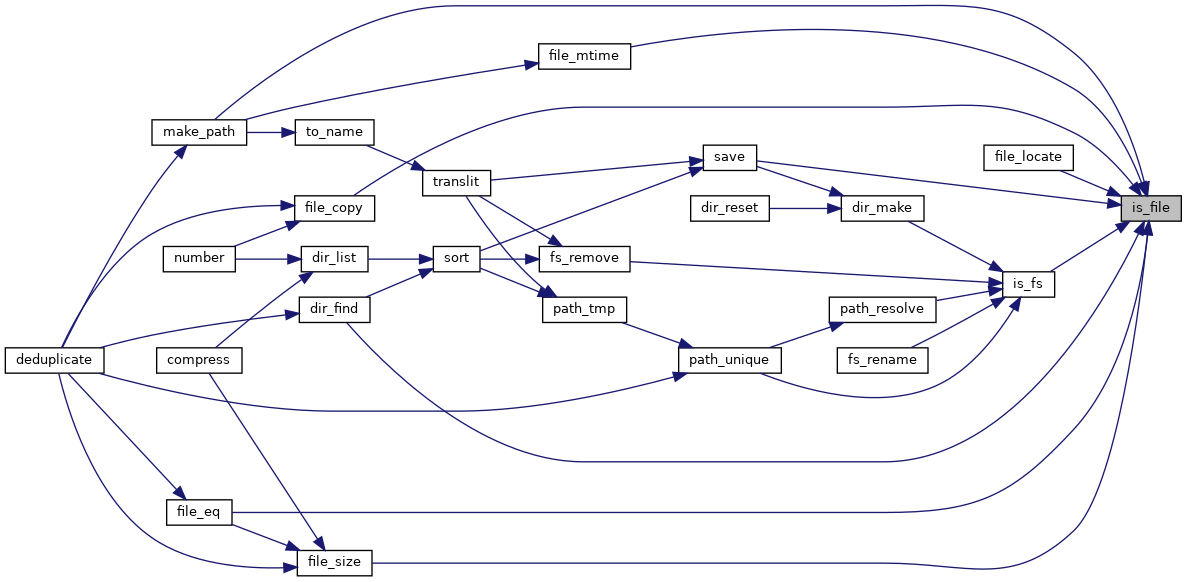 file_mtime
make_path
to_name
save
file_locate
translit
file_copy
dir_reset
dir_make
is_file
number
dir_list
sort
fs_remove
is_fs
dir_find
path_tmp
path_resolve
deduplicate
compress
path_unique
fs_rename
file_eq
file_size